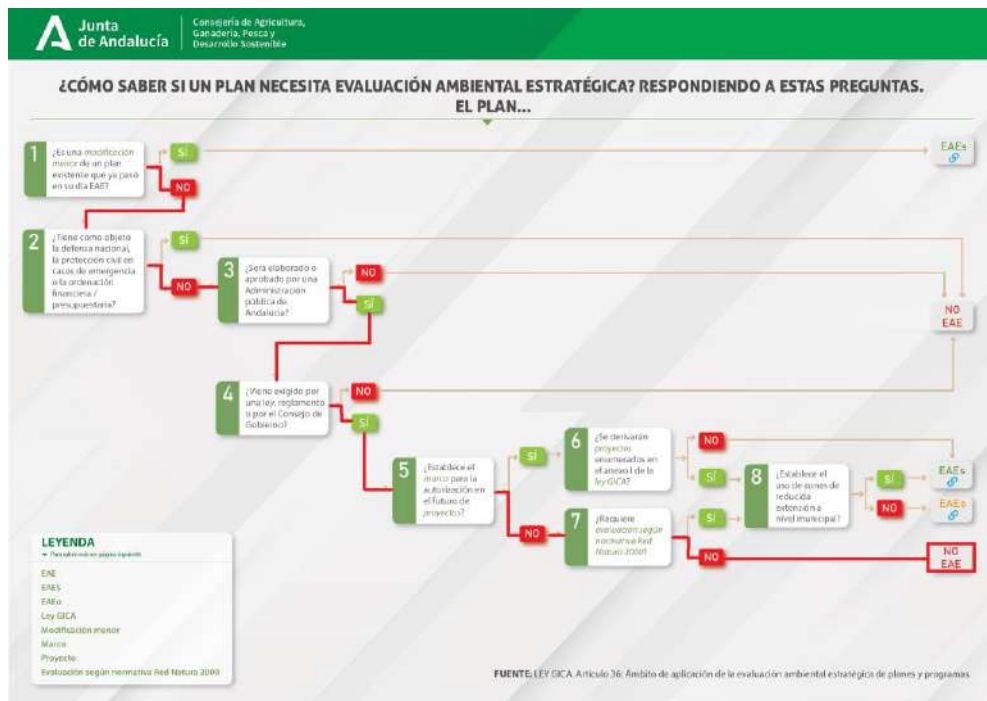 Junta
de Andalucía
Consejería de Agricultura,
Ganadería, Pesca y
Desarrollo Sostenible
¿CÓMO SABER SI UN PLAN NECESITA EVALUACIÓN AMBIENTAL ESTRATÉGICA? RESPONDIENDO A ESTAS PREGUNTAS.
EL PLAN...
1
¿Es una modificación
menor de un plan
existente que ya pasó
en su día EAE?
SÍ
NO
EAEs
2
¿Tiene como objeto
la defensa nacional,
la protección civil en
casos de emergencia
o la ordenación
financiera /
presupuestaria?
SÍ
NO
3
¿Será elaborado o
aprobado por una
Administración
pública de
Andalucía?
NO
SÍ
NO
EAE
4
¿Viene exigido por
una ley, reglamento
o por el Consejo de
Gobierno?
NO
SÍ
5
¿Establece el
marco para la
autorización en
el futuro de
proyectos?
SÍ
NO
6
¿Se derivarán
proyectos
enumerados en
el anexo I de la
ley GICA?
NO
SÍ
7
¿Requiere
evaluación según
normativa Red
Natura 2000?
SÍ
NO
8
¿Establece el
uso de zonas de
reducida
extensión a
nivel municipal?
SÍ
NO
EAEs
EAEo
NO
EAE
LEYENDA
Para saber más en página siguiente
EAE
EAES
EAEo
Ley GICA
Modificación menor
Marco
Proyecto
Evaluación según normativa Red Natura 2000
FUENTE: LEY GICA. Artículo 36: Ámbito de aplicación de la evaluación ambiental estratégica de planes y programas